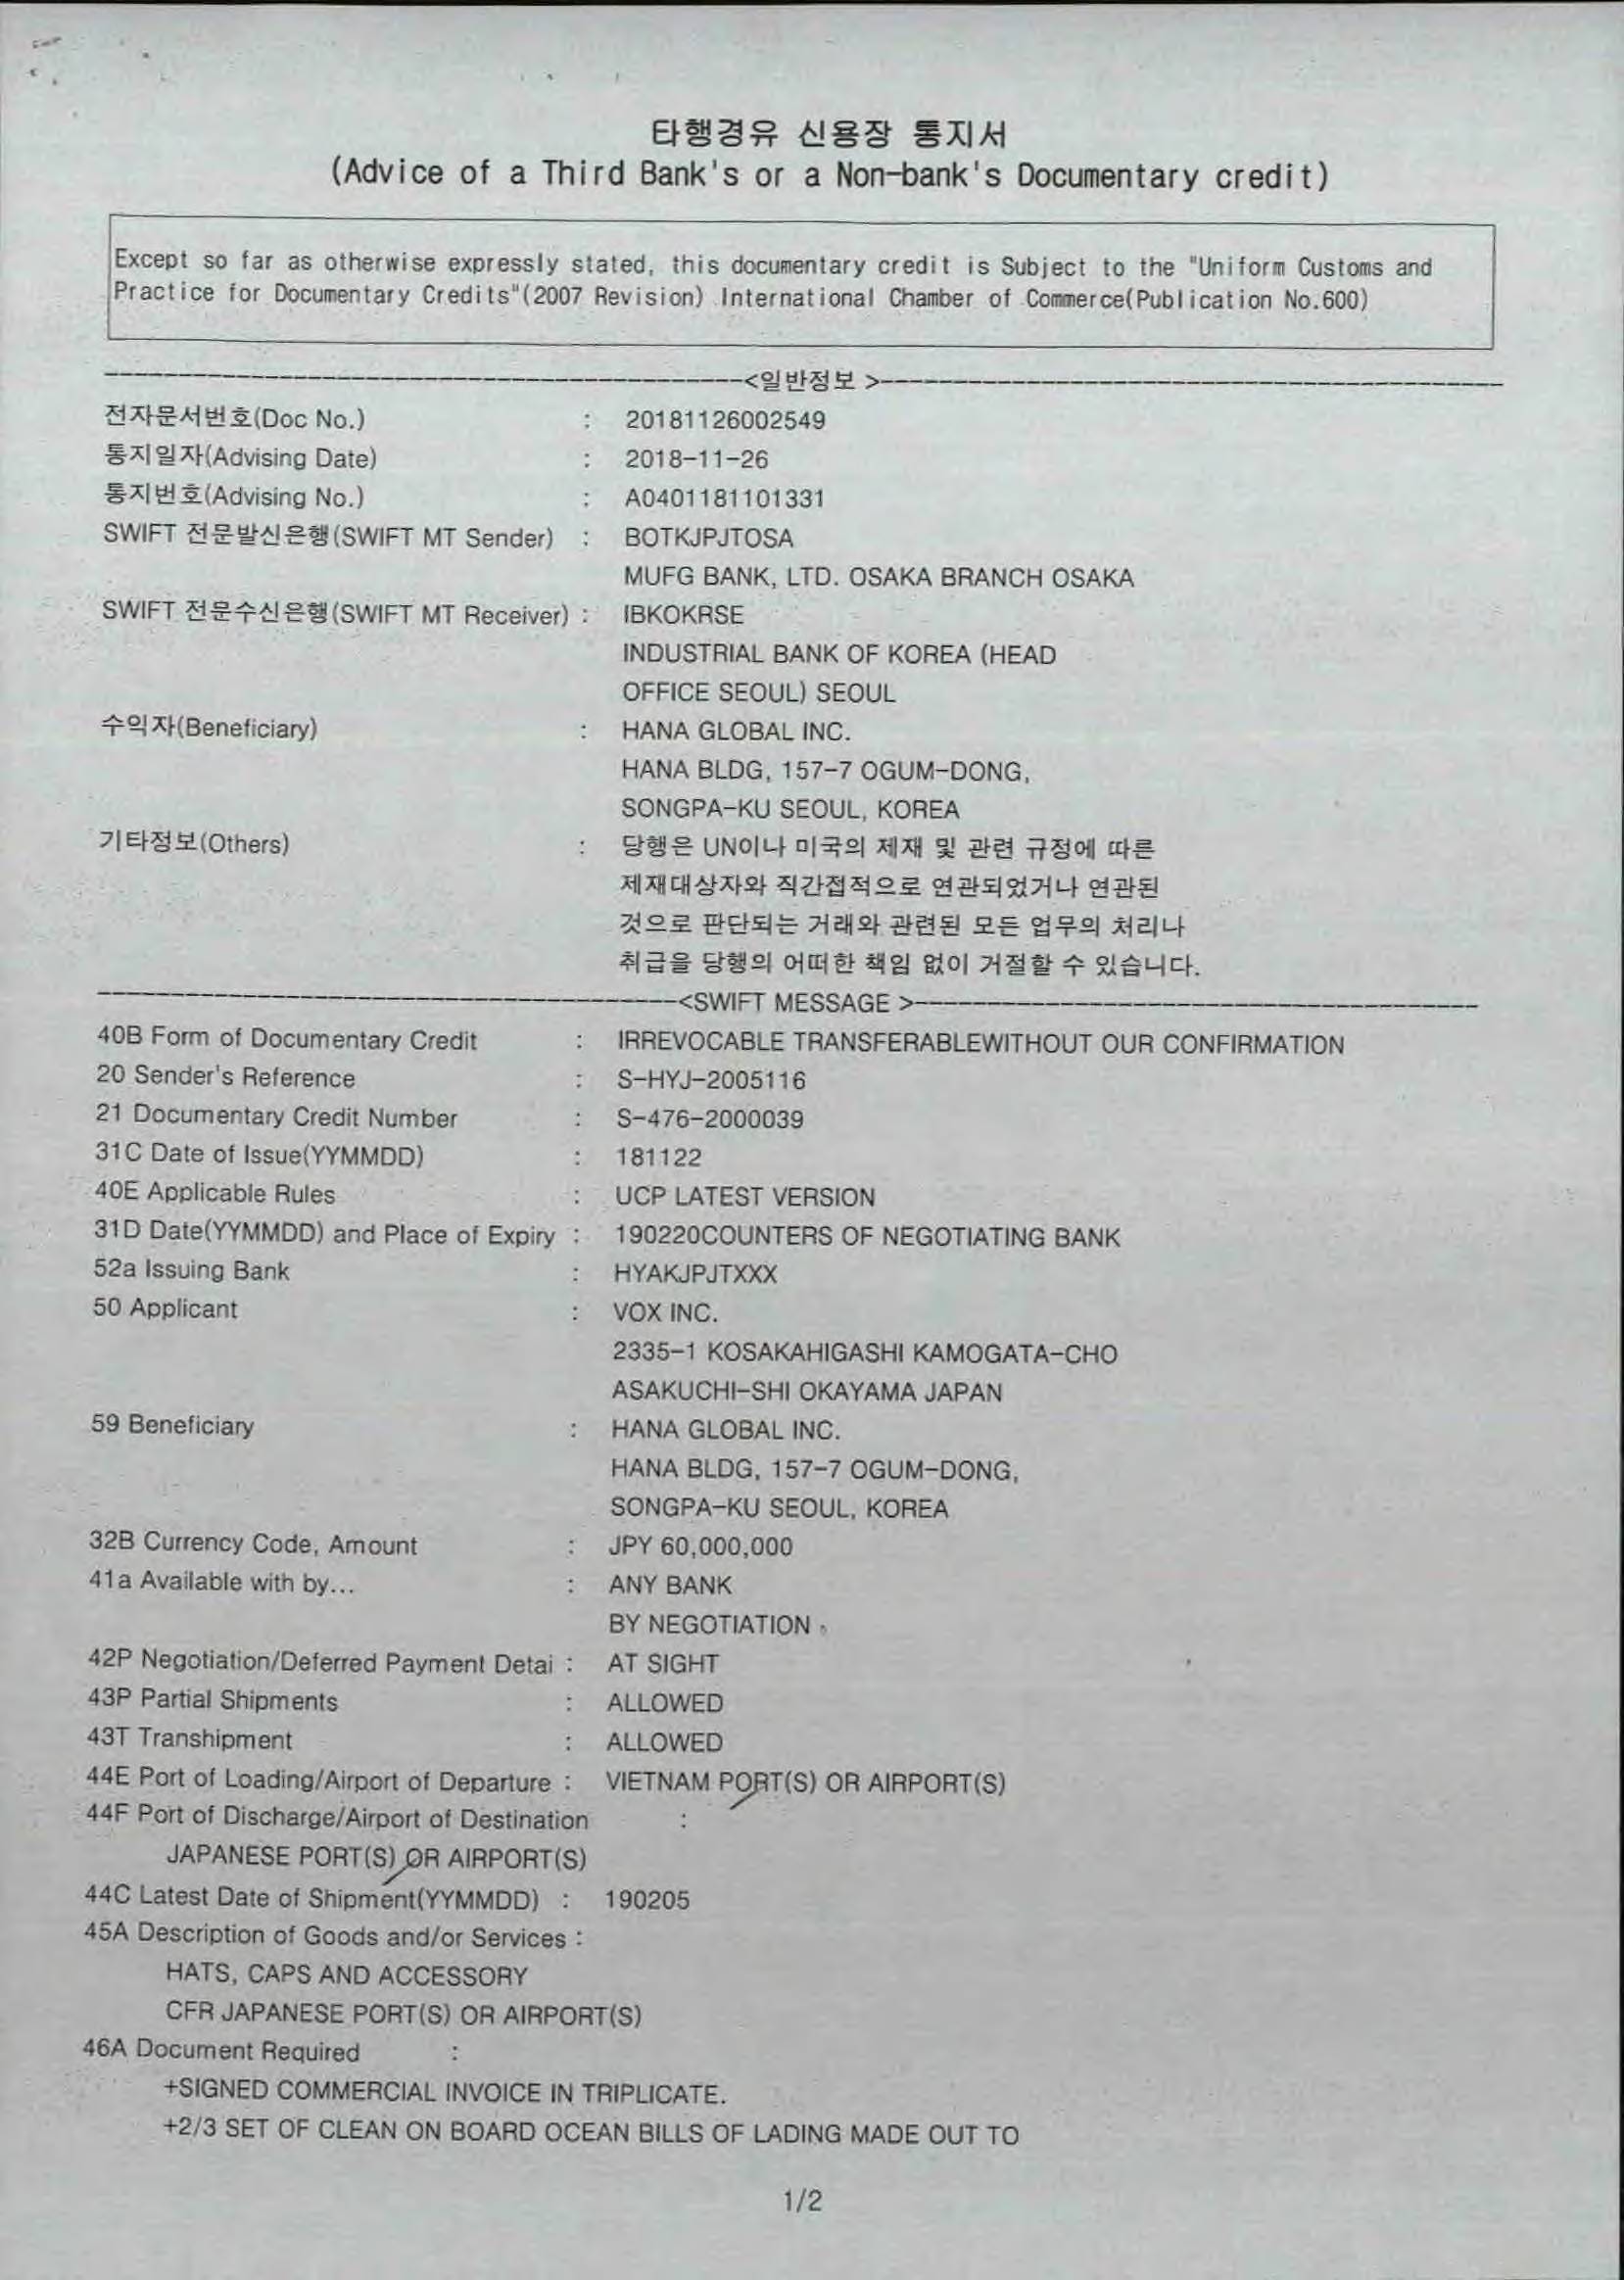 타행경유 신용장 통지서
(Advice of a Third Bank's or a Non-bank's Documentary credit)
Except so far as otherwise expressly stated, this documentary credit is Subject to the "Uniform Customs and
Practice for Documentary Credits"(2007 Revision) International Chamber of Commerce(Publication No.600)
<일반정보 >
전자문서번호(Doc No.) : 20181126002549
통지일자(Advising Date) : 2018-11-26
통지번호(Advising No.) : A0401181101331
SWIFT 전문발신은행(SWIFT MT Sender) : BOTKJPJTOSA
MUFG BANK, LTD. OSAKA BRANCH OSAKA
SWIFT 전문수신은행(SWIFT MT Receiver) : IBKOKRSE
INDUSTRIAL BANK OF KOREA (HEAD
OFFICE SEOUL) SEOUL
수익자(Beneficiary) : HANA GLOBAL INC.
HANA BLDG, 157-7 OGUM-DONG,
SONGPA-KU SEOUL, KOREA
기타정보(Others) : 당행은 UN이나 미국의 제재 및 관련 규정에 따른
제재대상자와 직간접적으로 연관되었거나 연관된
것으로 판단되는 거래와 관련된 모든 업무의 처리나
취급을 당행의 어떠한 책임 없이 거절할 수 있습니다.
<SWIFT MESSAGE >
40B Form of Documentary Credit : IRREVOCABLE TRANSFERABLEWITHOUT OUR CONFIRMATION
20 Sender's Reference : S-HYJ-2005116
21 Documentary Credit Number : S-476-2000039
31C Date of Issue(YYMMDD) : 181122
40E Applicable Rules : UCP LATEST VERSION
31D Date(YYMMDD) and Place of Expiry : 190220COUNTERS OF NEGOTIATING BANK
52a Issuing Bank : HYAKJPJTXXX
50 Applicant : VOX INC.
2335-1 KOSAKAHIGASHI KAMOGATA-CHO
ASAKUCHI-SHI OKAYAMA JAPAN
59 Beneficiary : HANA GLOBAL INC.
HANA BLDG, 157-7 OGUM-DONG,
SONGPA-KU SEOUL, KOREA
32B Currency Code, Amount : JPY 60,000,000
41a Available with by... : ANY BANK
BY NEGOTIATION
42P Negotiation/Deferred Payment Detai : AT SIGHT
43P Partial Shipments : ALLOWED
43T Transhipment : ALLOWED
44E Port of Loading/Airport of Departure : VIETNAM PORT(S) OR AIRPORT(S)
44F Port of Discharge/Airport of Destination :
JAPANESE PORT(S) OR AIRPORT(S)
44C Latest Date of Shipment(YYMMDD) : 190205
45A Description of Goods and/or Services :
HATS, CAPS AND ACCESSORY
CFR JAPANESE PORT(S) OR AIRPORT(S)
46A Document Required :
+SIGNED COMMERCIAL INVOICE IN TRIPLICATE.
+2/3 SET OF CLEAN ON BOARD OCEAN BILLS OF LADING MADE OUT TO
1/2